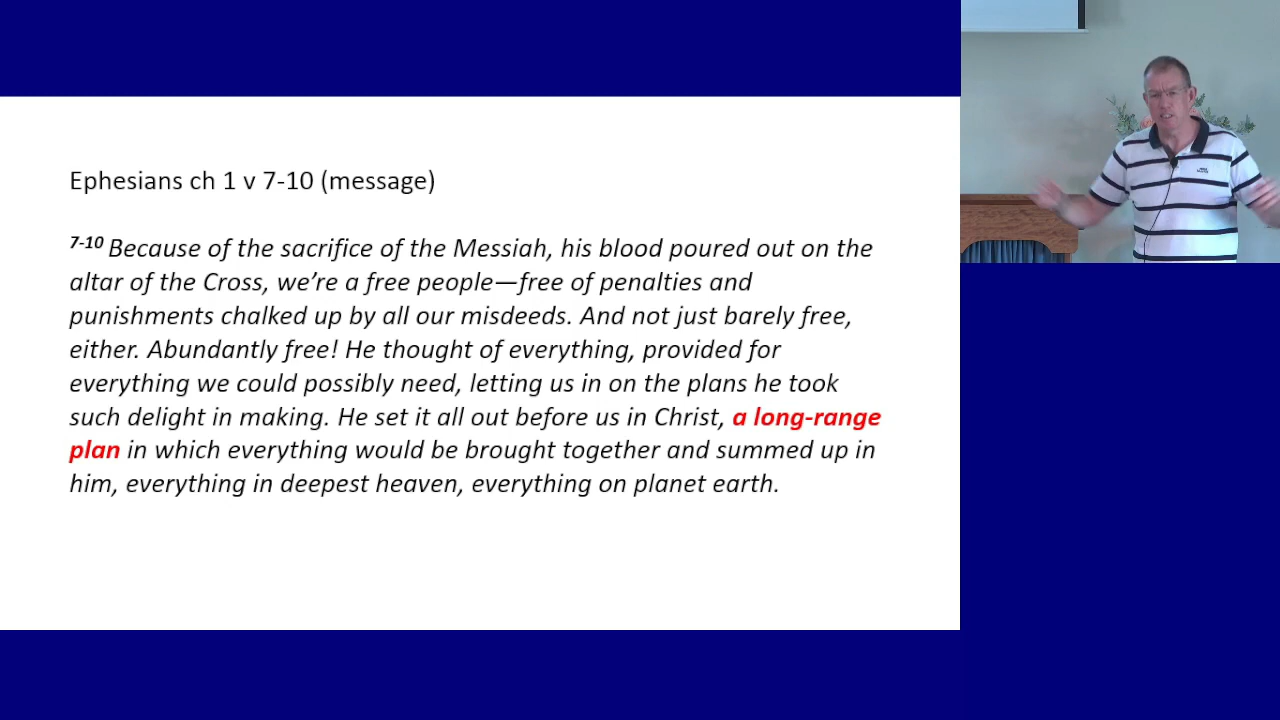 Ephesians ch 1 v 7-10 (message)
7-10 Because of the sacrifice of the Messiah, his blood poured out on the
altar of the Cross, we’re a free people—free of penalties and
punishments chalked up by all our misdeeds. And not just barely free,
either. Abundantly free! He thought of everything, provided for
everything we could possibly need, letting us in on the plans he took
such delight in making. He set it all out before us in Christ, a long-range
plan in which everything would be brought together and summed up in
him, everything in deepest heaven, everything on planet earth.